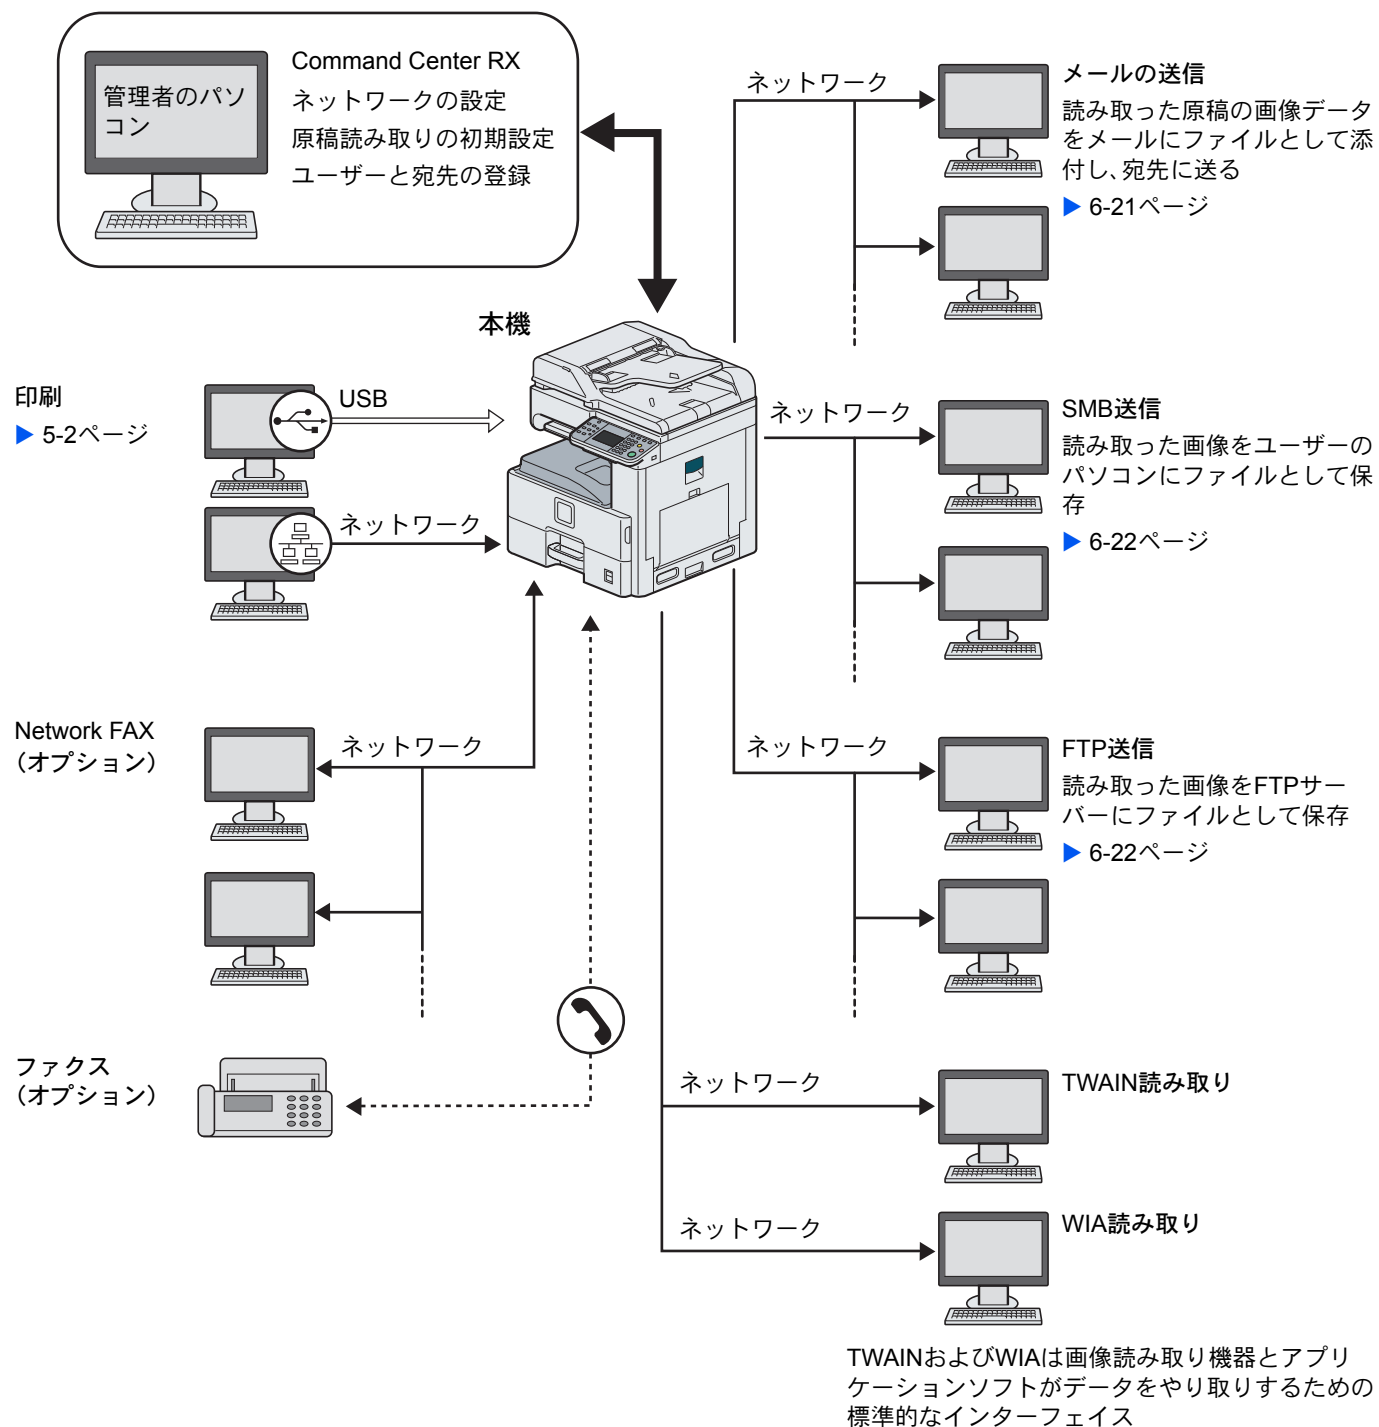 管理者のパソ
コン
Command Center RX
ネットワークの設定
原稿読み取りの初期設定
ユーザーと宛先の登録
ネットワーク
メールの送信
読み取った原稿の画像データ
をメールにファイルとして添
付し、宛先に送る
▶ 6-21ページ
本機
印刷
▶ 5-2ページ
USB
ネットワーク
ネットワーク
SMB送信
読み取った画像をユーザーの
パソコンにファイルとして保
存
▶ 6-22ページ
Network FAX
（オプション）
ネットワーク
ネットワーク
FTP送信
読み取った画像をFTPサー
バーにファイルとして保存
▶ 6-22ページ
ファクス
（オプション）
ネットワーク
TWAIN読み取り
ネットワーク
WIA読み取り
TWAINおよびWIAは画像読み取り機器とアプリ
ケーションソフトがデータをやり取りするための
標準的なインターフェイス